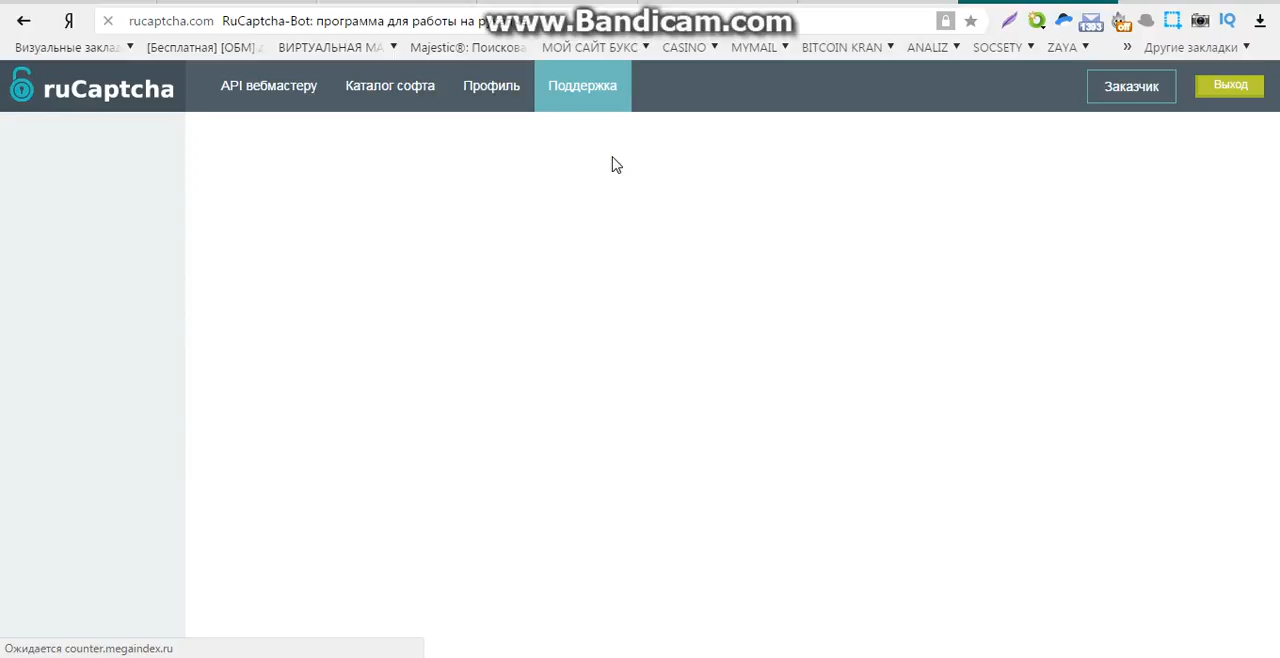 rucaptcha.com RuCaptcha-Bot: программа для работы на р
www.Bandicam.com
Визуальные заклад [Бесплатная] [ОБМ] ВИРТУАЛЬНАЯ МА Majestic®: Поискова МОЙ САЙТ БУКС CASINO MYMAIL BITCOIN KRAN ANALIZ SOCSETY ZAYA » Другие закладки
ruCaptcha API вебмастеру Каталог софта Профиль Поддержка Заказчик Выход
Ожидается counter.megaindex.ru